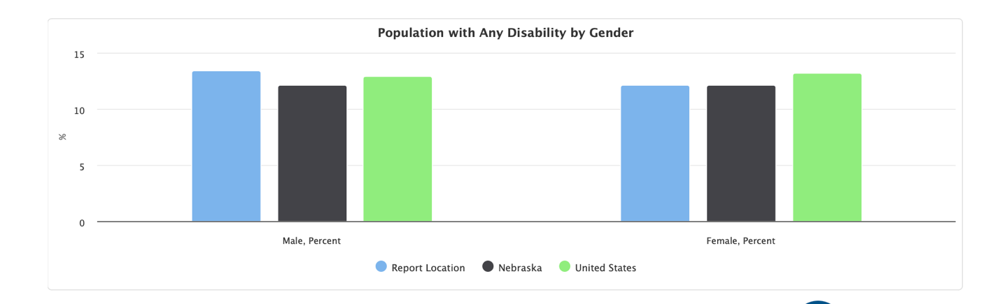 Population with Any Disability by Gender
15
10
5
0
%
Male, Percent
Female, Percent
Report Location
Nebraska
United States